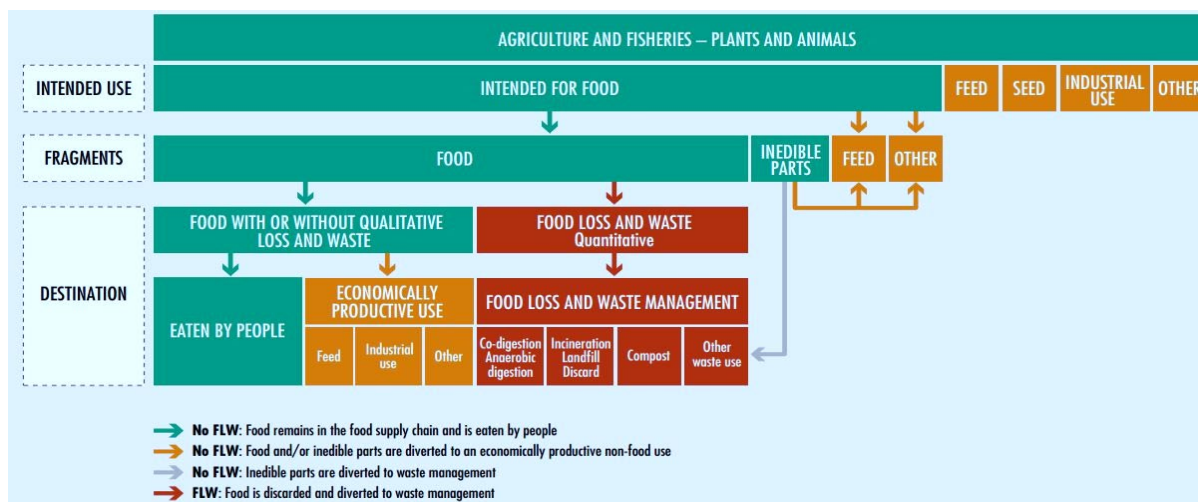 AGRICULTURE AND FISHERIES – PLANTS AND ANIMALS
INTENDED USE
INTENDED FOR FOOD
FEED
SEED
INDUSTRIAL
USE
OTHER
FRAGMENTS
FOOD
INEDIBLE
PARTS
FEED
OTHER
DESTINATION
FOOD WITH OR WITHOUT QUALITATIVE
LOSS AND WASTE
FOOD LOSS AND WASTE
Quantitative
EATEN BY PEOPLE
ECONOMICALLY
PRODUCTIVE USE
Feed
Industrial
use
Other
FOOD LOSS AND WASTE MANAGEMENT
Co-digestion
Anaerobic
digestion
Incineration
Landfill
Discard
Compost
Other
waste use
No FLW: Food remains in the food supply chain and is eaten by people
No FLW: Food and/or inedible parts are diverted to an economically productive non-food use
No FLW: Inedible parts are diverted to waste management
FLW: Food is discarded and diverted to waste management